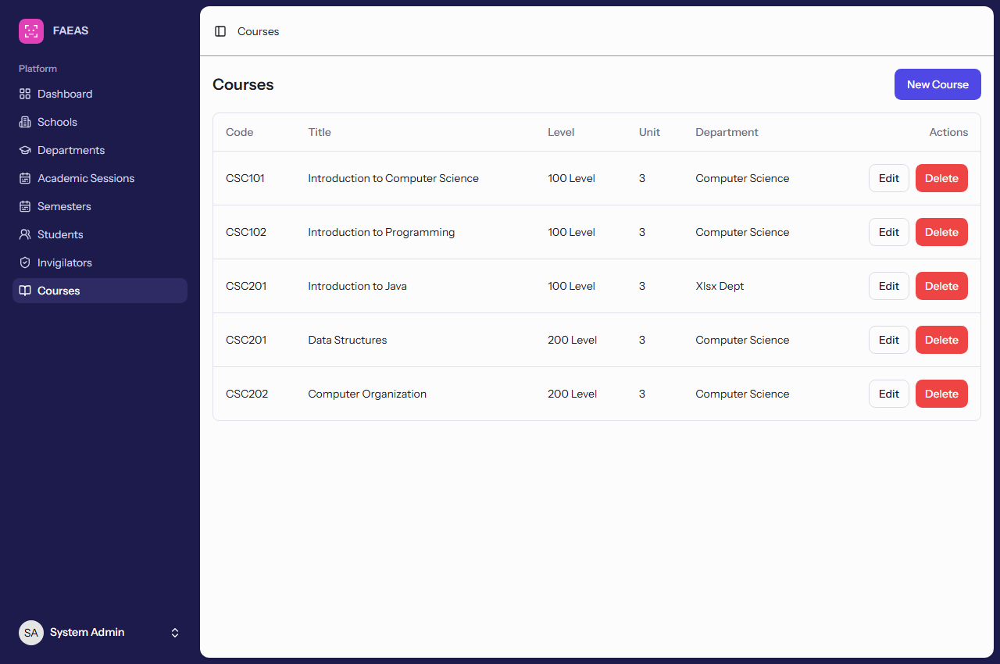 FAEAS
Platform
Dashboard
Schools
Departments
Academic Sessions
Semesters
Students
Invigilators
Courses
SA System Admin
Courses
Courses
New Course
Code Title Level Unit Department Actions
CSC101 Introduction to Computer Science 100 Level 3 Computer Science Edit Delete
CSC102 Introduction to Programming 100 Level 3 Computer Science Edit Delete
CSC201 Introduction to Java 100 Level 3 Xlsx Dept Edit Delete
CSC201 Data Structures 200 Level 3 Computer Science Edit Delete
CSC202 Computer Organization 200 Level 3 Computer Science Edit Delete